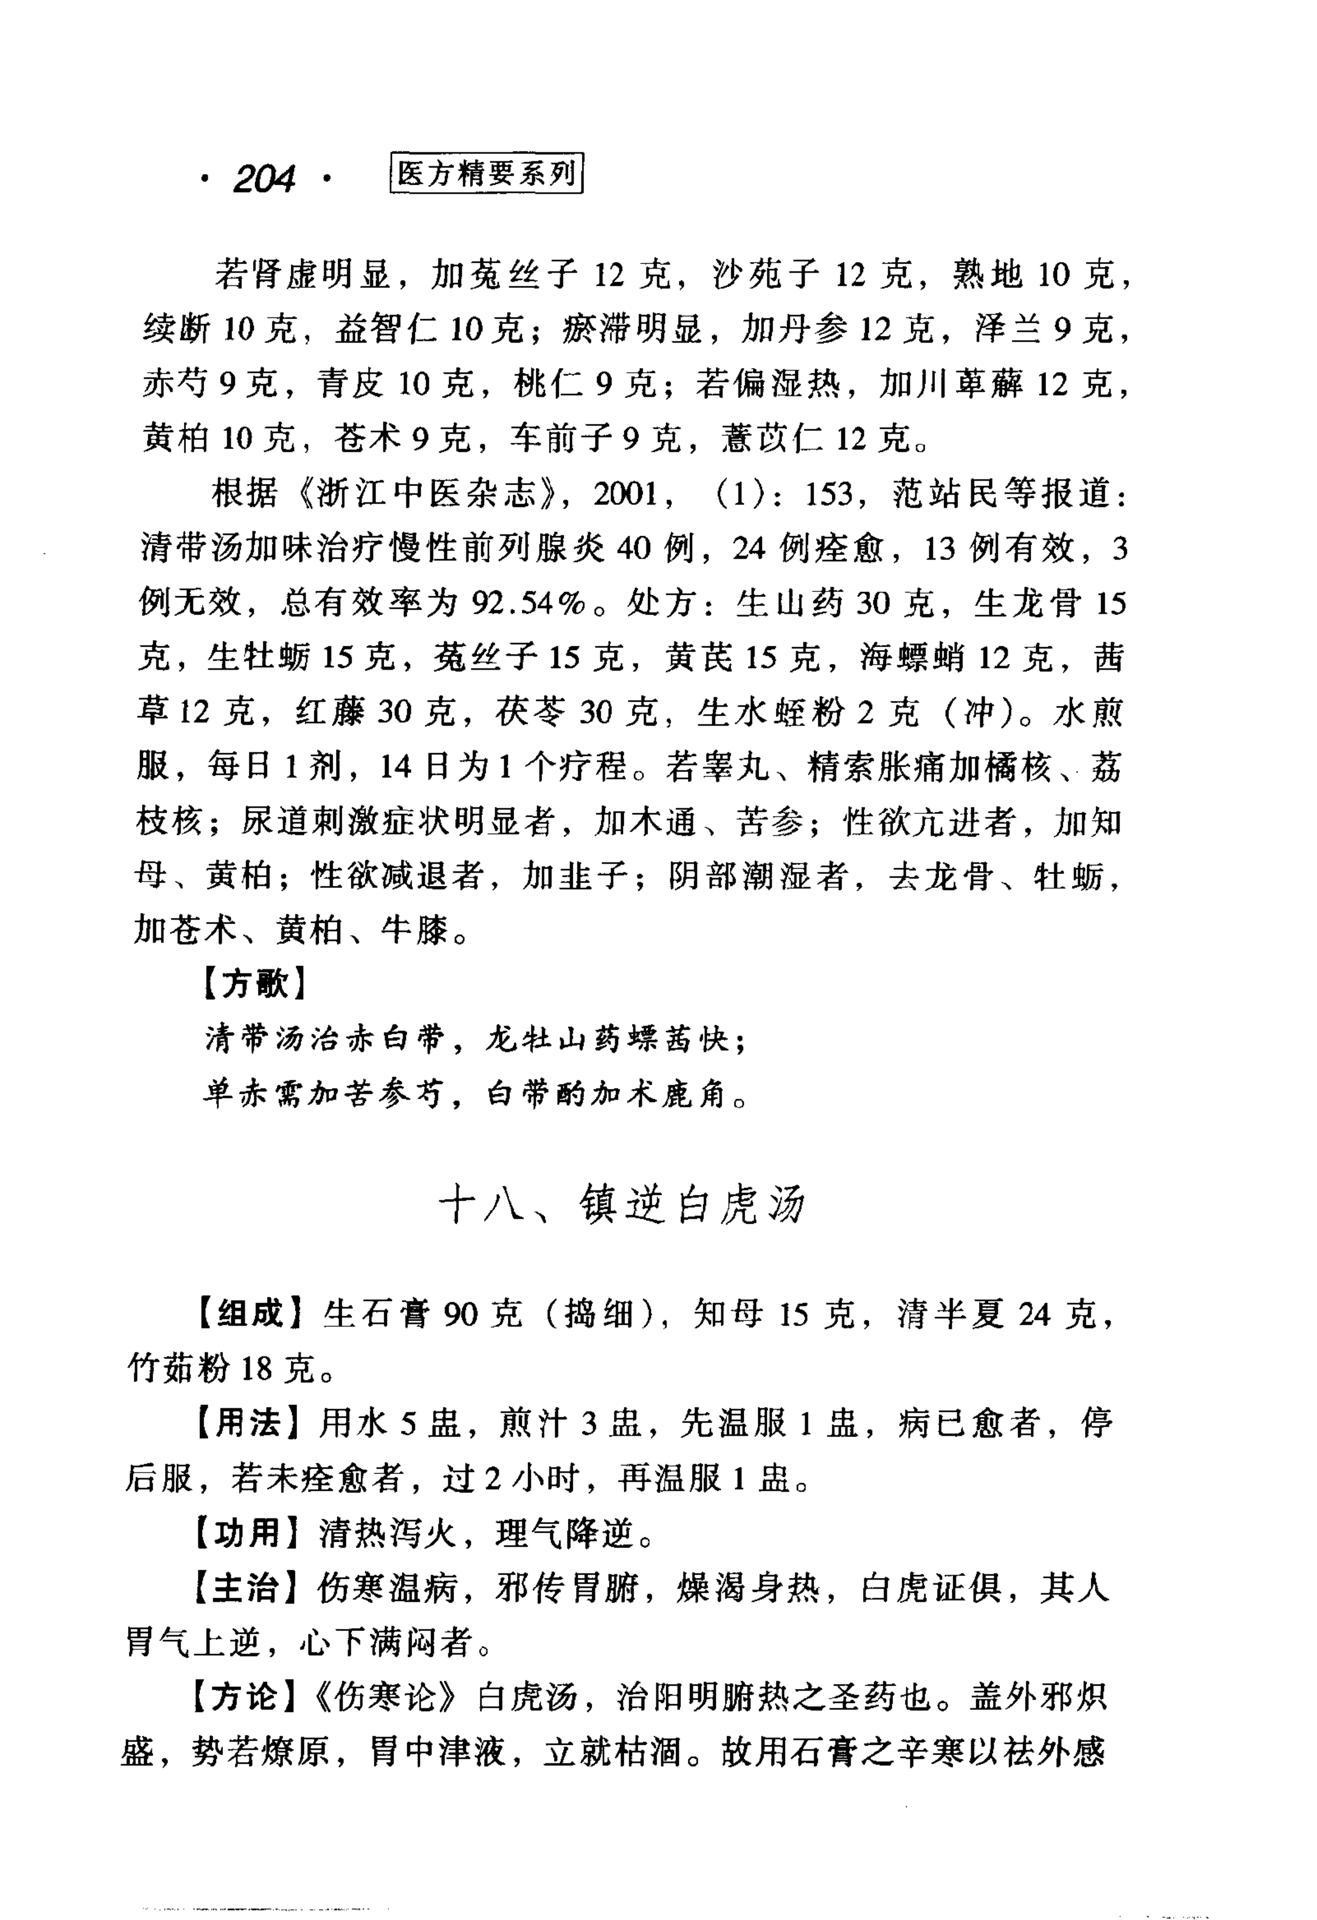 · 204 · 医方精要系列
若肾虚明显，加菟丝子 12 克，沙苑子 12 克，熟地 10 克，
续断 10 克，益智仁 10 克；瘀滞明显，加丹参 12 克，泽兰 9 克，
赤芍 9 克，青皮 10 克，桃仁 9 克；若偏湿热，加川萆薢 12 克，
黄柏 10 克，苍术 9 克，车前子 9 克，薏苡仁 12 克。
根据《浙江中医杂志》，2001，（1）：153，范站民等报道：
清带汤加味治疗慢性前列腺炎 40 例，24 例痊愈，13 例有效，3
例无效，总有效率为 92.54%。处方：生山药 30 克，生龙骨 15
克，生牡蛎 15 克，菟丝子 15 克，黄芪 15 克，海螵蛸 12 克，茜
草 12 克，红藤 30 克，茯苓 30 克，生水蛭粉 2 克（冲）。水煎
服，每日 1 剂，14 日为 1 个疗程。若睾丸、精索胀痛加橘核、荔
枝核；尿道刺激症状明显者，加木通、苦参；性欲亢进者，加知
母、黄柏；性欲减退者，加韭子；阴部潮湿者，去龙骨、牡蛎，
加苍术、黄柏、牛膝。
【方歌】
清带汤治赤白带，龙牡山药螵茜快；
单赤需加苦参芍，白带酌加术鹿角。
十八、镇逆白虎汤
【组成】生石膏 90 克（捣细），知母 15 克，清半夏 24 克，
竹茹粉 18 克。
【用法】用水 5 盅，煎汁 3 盅，先温服 1 盅，病已愈者，停
后服，若未痊愈者，过 2 小时，再温服 1 盅。
【功用】清热泻火，理气降逆。
【主治】伤寒温病，邪传胃腑，燥渴身热，白虎证俱，其人
胃气上逆，心下满闷者。
【方论】《伤寒论》白虎汤，治阳明腑热之圣药也。盖外邪炽
盛，势若燎原，胃中津液，立就枯涸。故用石膏之辛寒以祛外感